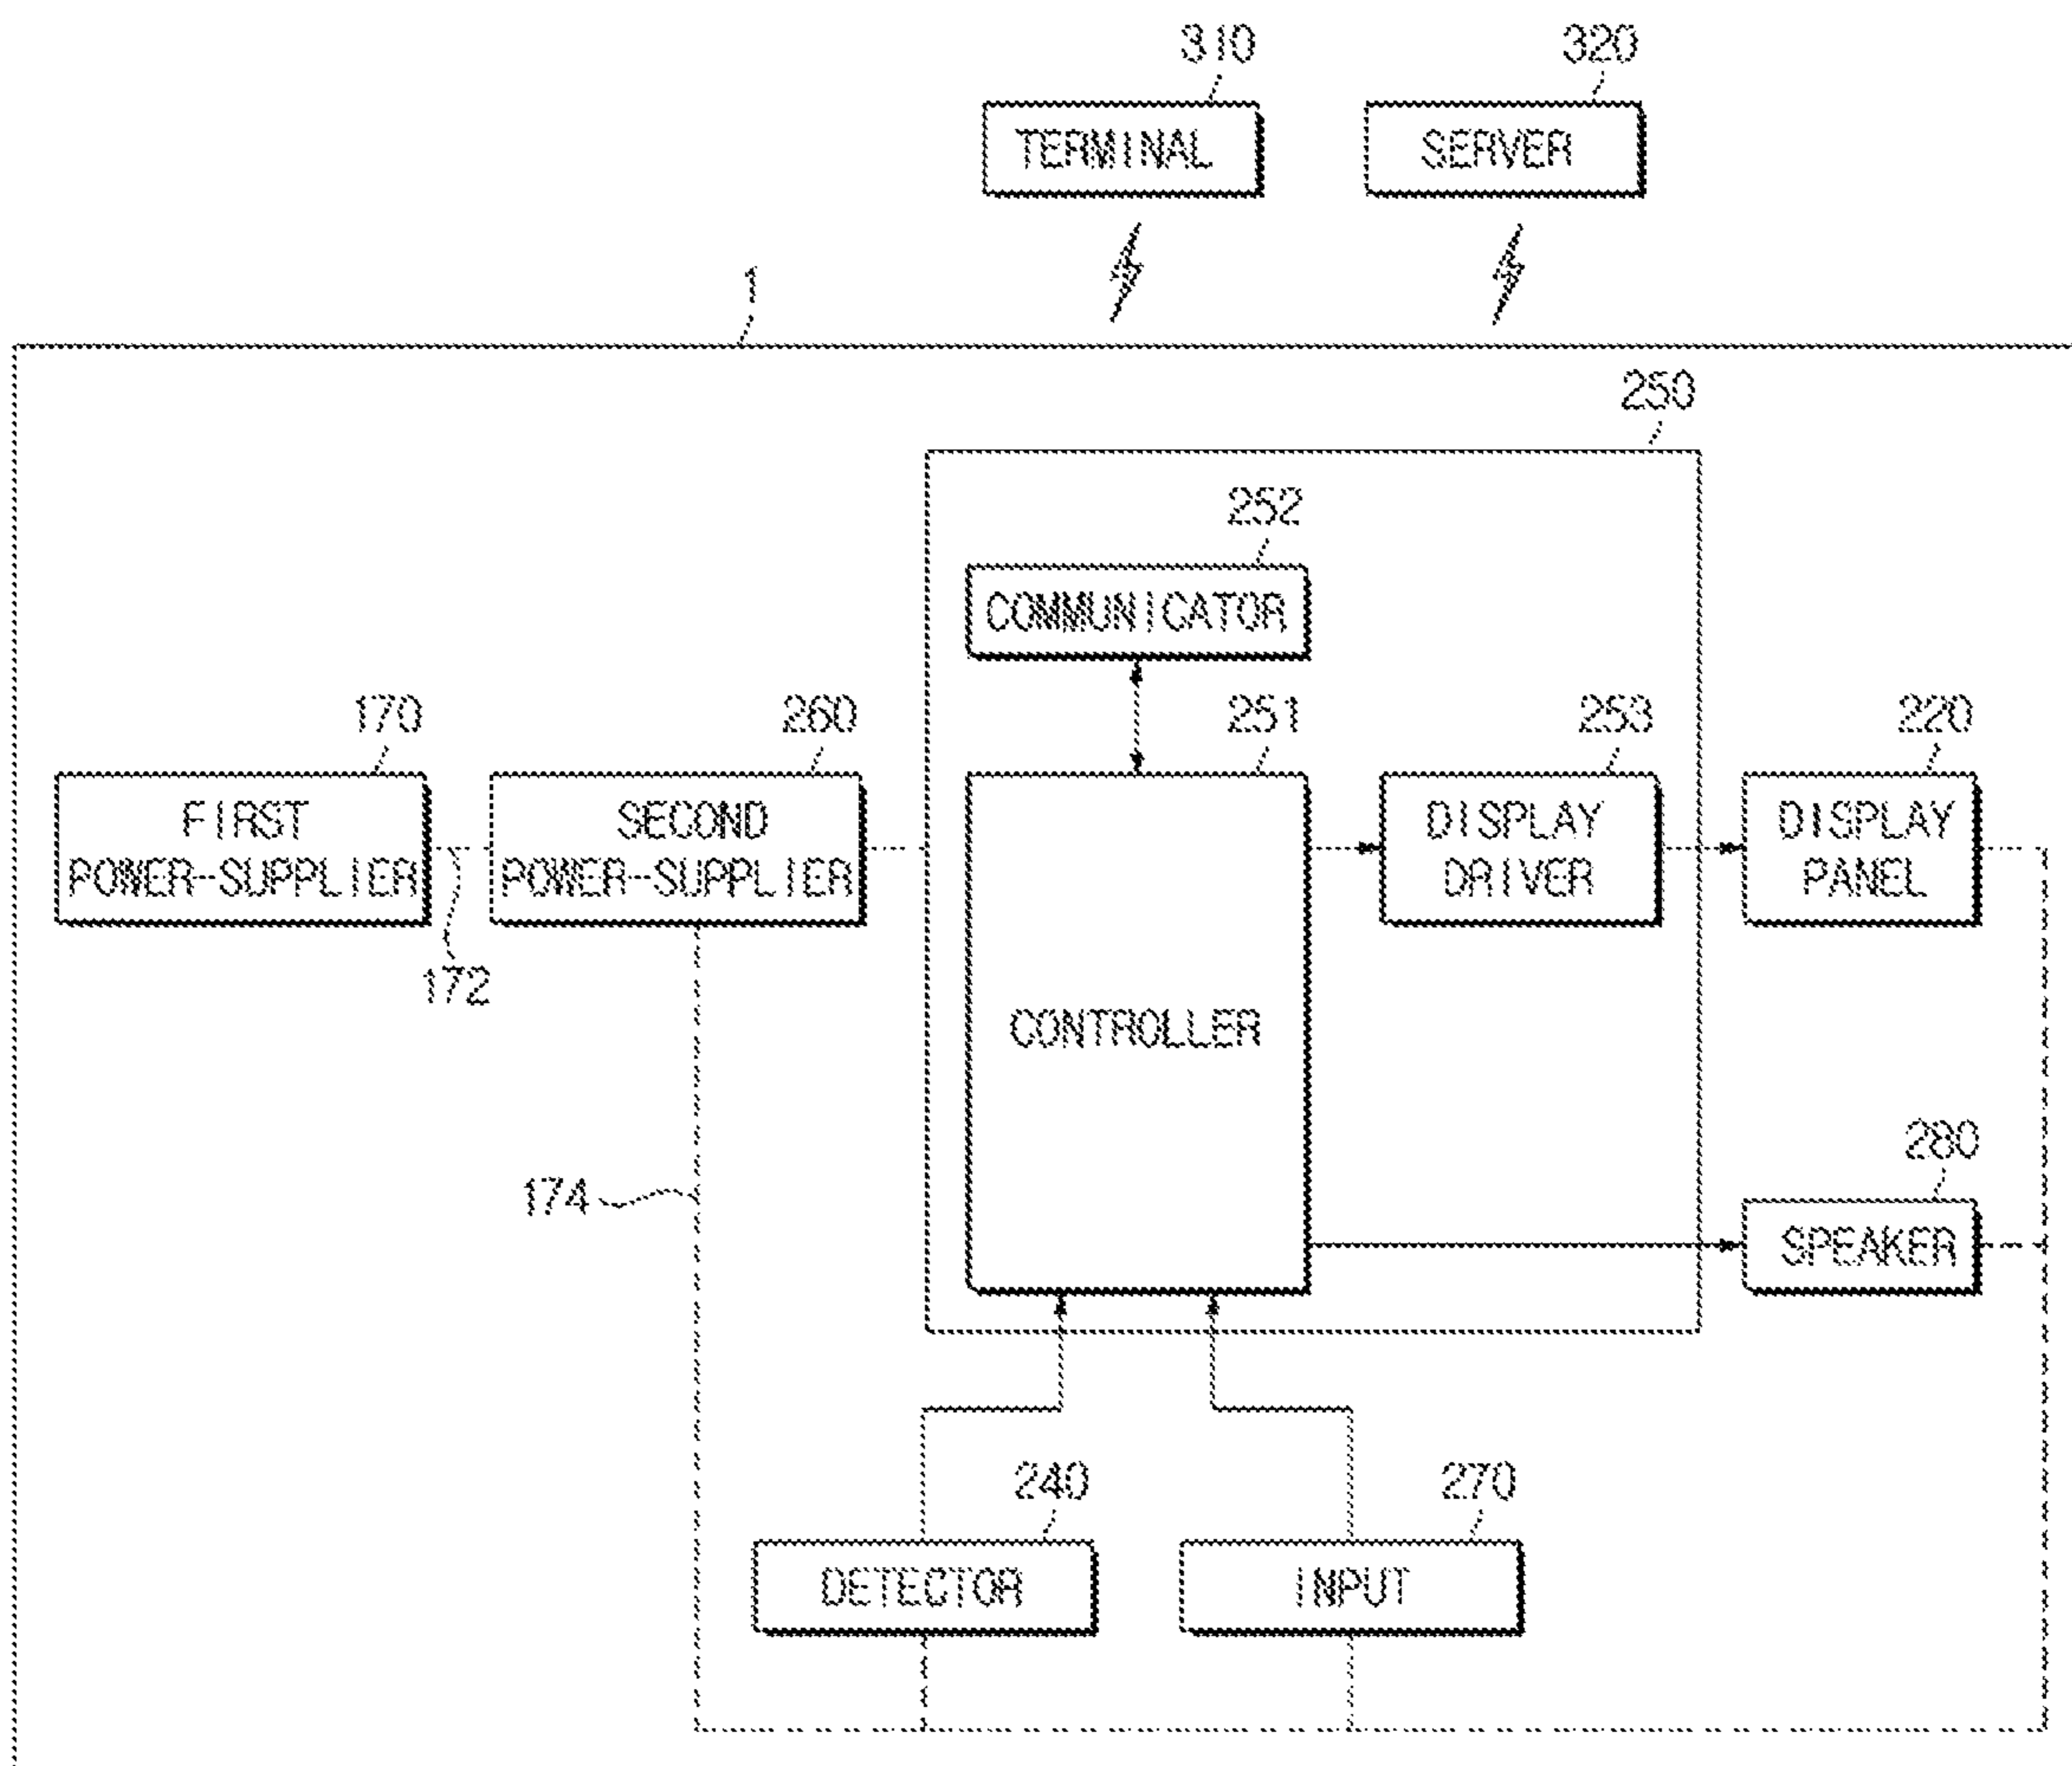 310
320
TERMINAL
SERVER
1
250
252
COMMUNICATOR
170
260
251
253
220
FIRST
POWER-SUPPLIER
SECOND
POWER-SUPPLIER
DISPLAY
DRIVER
DISPLAY
PANEL
172
CONTROLLER
280
174
SPEAKER
240
270
DETECTOR
INPUT